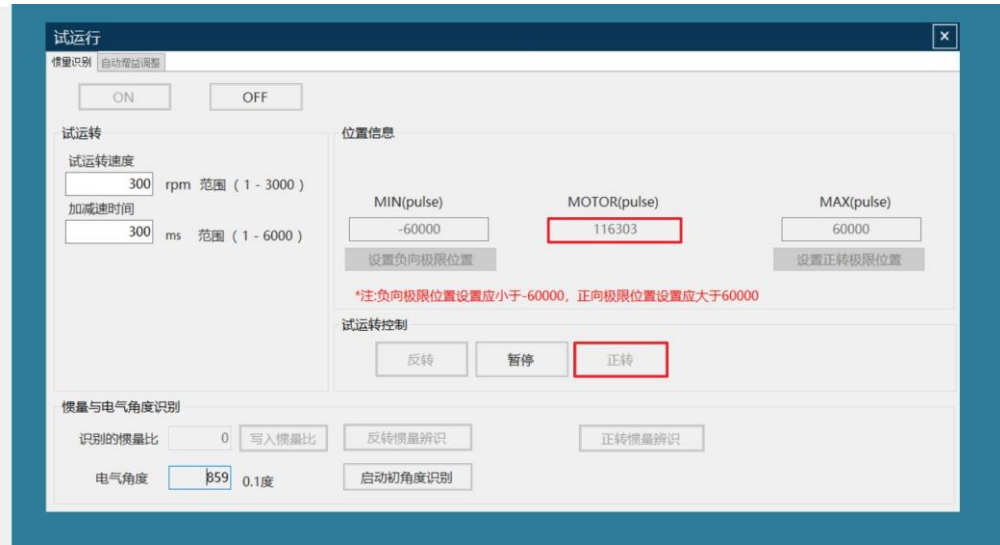 试运行
惯量识别 自动增益调整
ON OFF
试运转
试运转速度
300 rpm 范围 ( 1 - 3000 )
加减速时间
300 ms 范围 ( 1 - 6000 )
位置信息
MIN(pulse) MOTOR(pulse) MAX(pulse)
-60000 116303 60000
设置负向极限位置 设置正转极限位置
*注:负向极限位置设置应小于-60000, 正向极限位置设置应大于60000
试运转控制
反转 暂停 正转
惯量与电气角度识别
识别的惯量比 0 写入惯量比 反转惯量辨识 正转惯量辨识
电气角度 859 0.1度 启动初角度识别